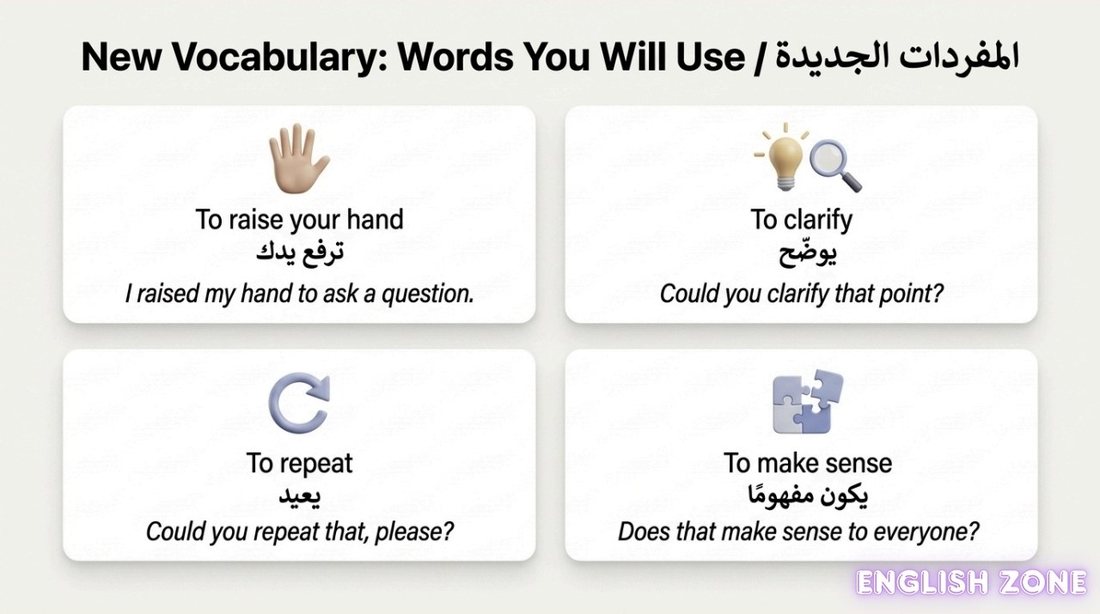 New Vocabulary: Words You Will Use / المفردات الجديدة
To raise your hand
ترفع يدك
I raised my hand to ask a question.
To clarify
يوضّح
Could you clarify that point?
To repeat
يعيد
Could you repeat that, please?
To make sense
يكون مفهومًا
Does that make sense to everyone?
ENGLISH ZONE